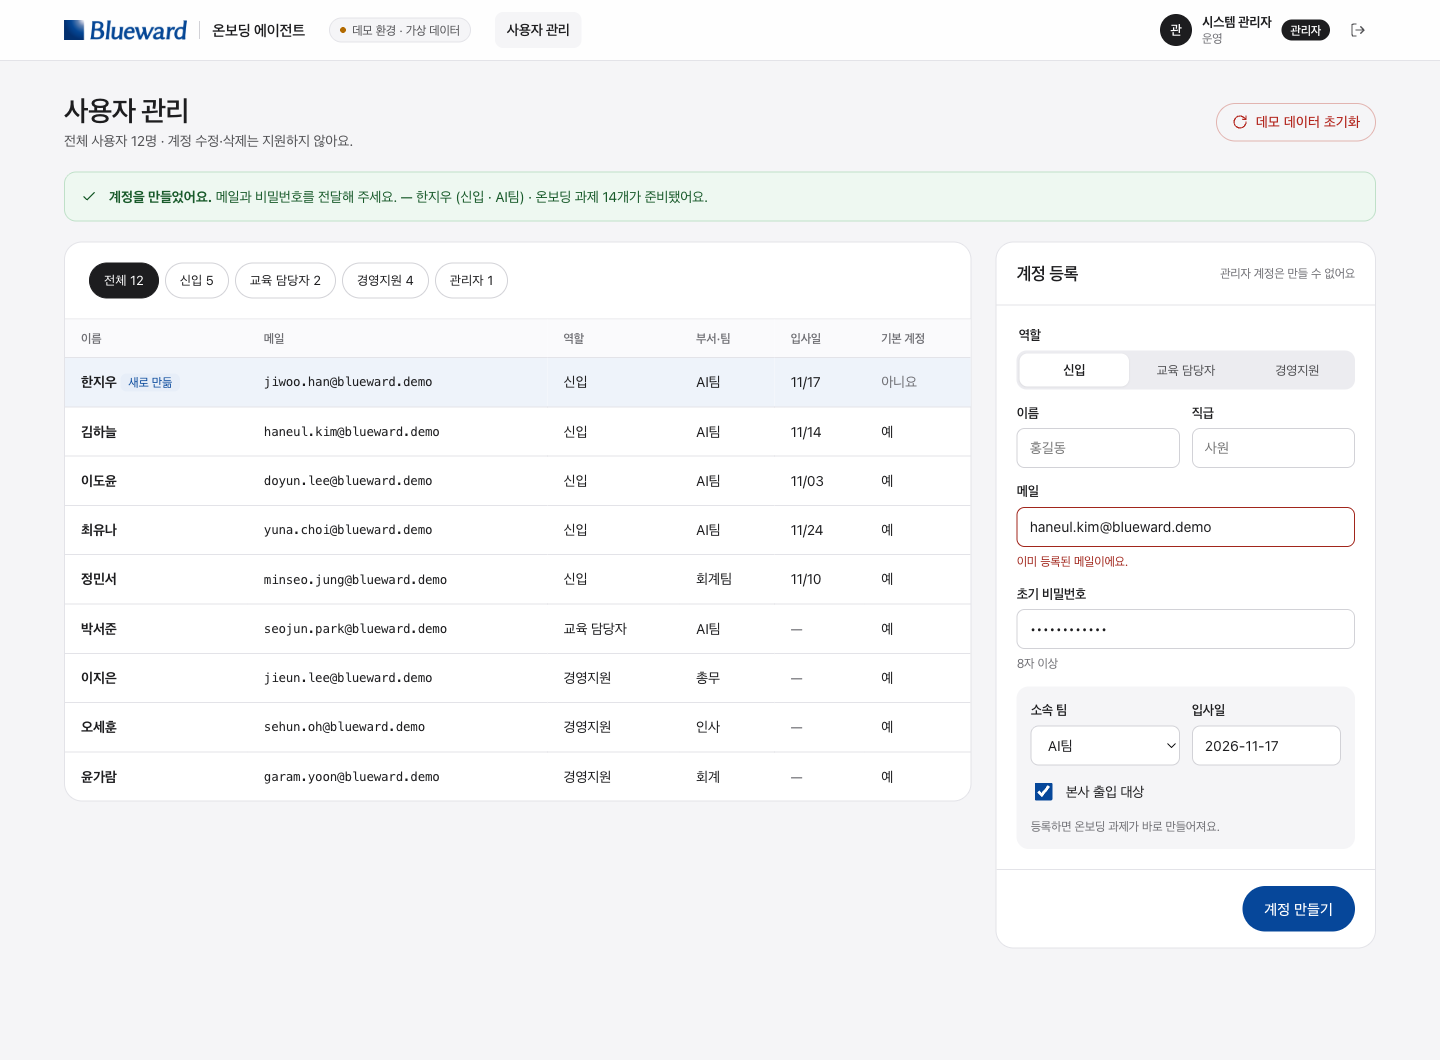 Blueward
온보딩 에이전트
데모 환경 · 가상 데이터
사용자 관리
관
시스템 관리자
운영
관리자
사용자 관리
전체 사용자 12명 · 계정 수정·삭제는 지원하지 않아요.
데모 데이터 초기화
계정을 만들었어요. 메일과 비밀번호를 전달해 주세요. — 한지우 (신입 · AI팀) · 온보딩 과제 14개가 준비됐어요.
전체 12 신입 5 교육 담당자 2 경영지원 4 관리자 1
이름 메일 역할 부서·팀 입사일 기본 계정
한지우 새로 만듦 jiwoo.han@blueward.demo 신입 AI팀 11/17 아니요
김하늘 haneul.kim@blueward.demo 신입 AI팀 11/14 예
이도윤 doyun.lee@blueward.demo 신입 AI팀 11/03 예
최유나 yuna.choi@blueward.demo 신입 AI팀 11/24 예
정민서 minseo.jung@blueward.demo 신입 회계팀 11/10 예
박서준 seojun.park@blueward.demo 교육 담당자 AI팀 — 예
이지은 jieun.lee@blueward.demo 경영지원 총무 — 예
오세훈 sehun.oh@blueward.demo 경영지원 인사 — 예
윤가람 garam.yoon@blueward.demo 경영지원 회계 — 예
계정 등록
관리자 계정은 만들 수 없어요
역할
신입 교육 담당자 경영지원
이름 직급
홍길동 사원
메일
haneul.kim@blueward.demo
이미 등록된 메일이에요.
초기 비밀번호
••••••••••••
8자 이상
소속 팀 입사일
AI팀 2026-11-17
본사 출입 대상
등록하면 온보딩 과제가 바로 만들어져요.
계정 만들기